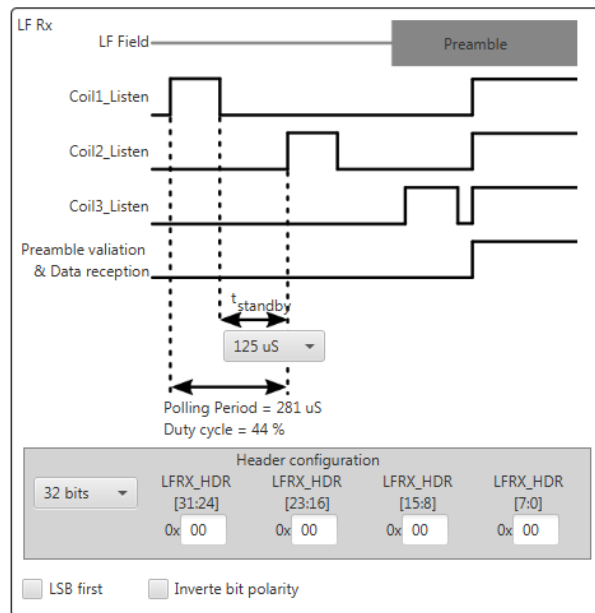 LF Rx
LF Field
Preamble
Coil1_Listen
Coil2_Listen
Coil3_Listen
Preamble valiation
& Data reception
tstandby
125 uS
Polling Period = 281 uS
Duty cycle = 44 %
Header configuration
32 bits
LFRX_HDR LFRX_HDR LFRX_HDR LFRX_HDR
[31:24] [23:16] [15:8] [7:0]
0x 00 0x 00 0x 00 0x 00
LSB first Inverte bit polarity